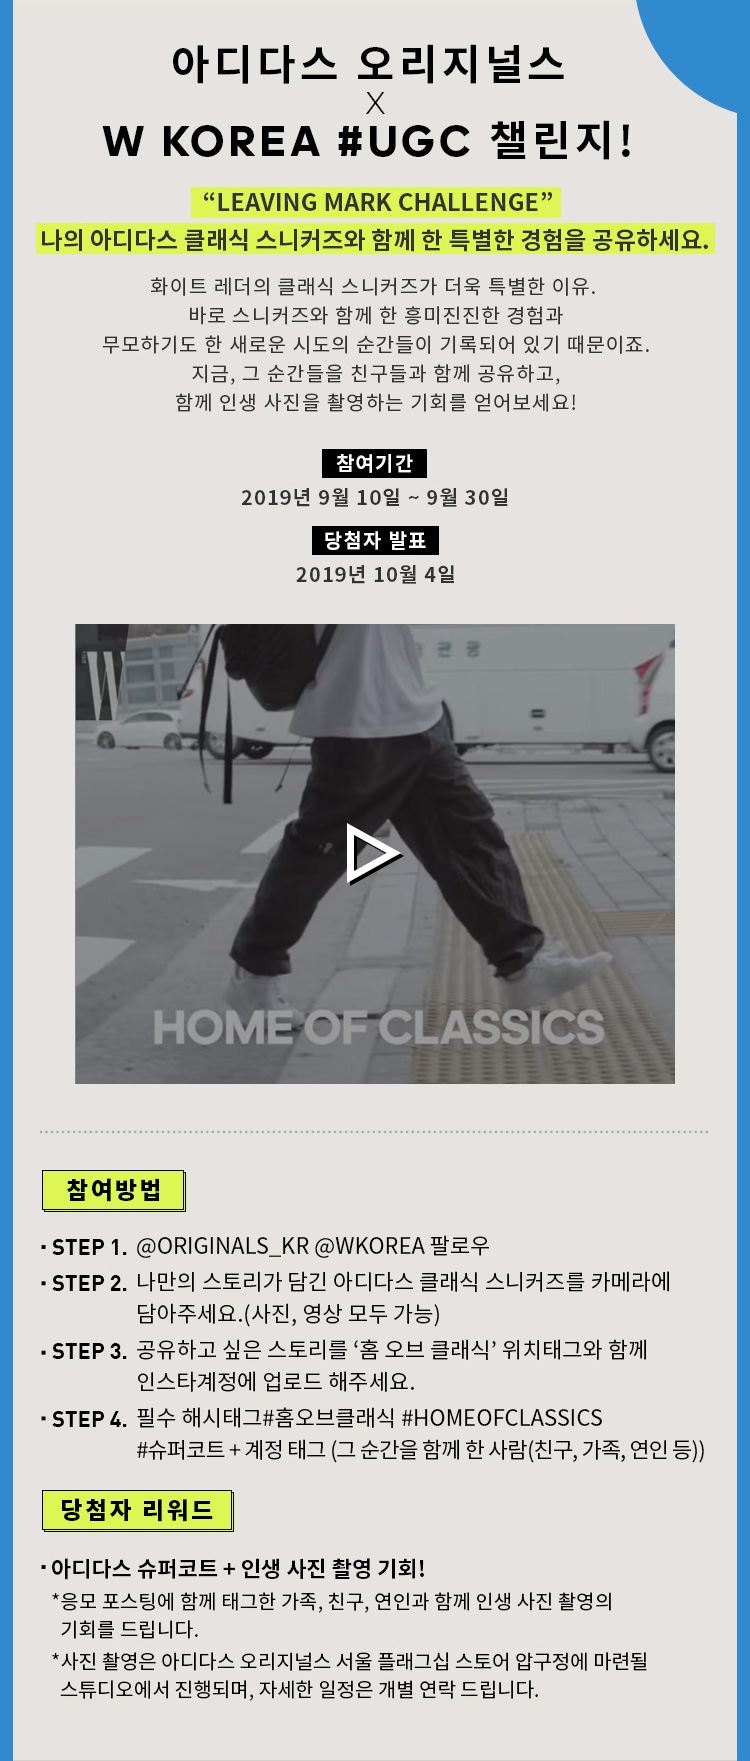 아디다스 오리지널스
X
W KOREA #UGC 챌린지!
“LEAVING MARK CHALLENGE”
나의 아디다스 클래식 스니커즈와 함께 한 특별한 경험을 공유하세요.
화이트 레더의 클래식 스니커즈가 더욱 특별한 이유.
바로 스니커즈와 함께 한 흥미진진한 경험과
무모하기도 한 새로운 시도의 순간들이 기록되어 있기 때문이죠.
지금, 그 순간들을 친구들과 함께 공유하고,
함께 인생 사진을 촬영하는 기회를 얻어보세요!
참여기간
2019년 9월 10일 ~ 9월 30일
당첨자 발표
2019년 10월 4일
관광
W
HOME OF CLASSICS
참여방법
· STEP 1. @ORIGINALS_KR @WKOREA 팔로우
· STEP 2. 나만의 스토리가 담긴 아디다스 클래식 스니커즈를 카메라에
담아주세요.(사진, 영상 모두 가능)
· STEP 3. 공유하고 싶은 스토리를 ‘홈 오브 클래식’ 위치태그와 함께
인스타계정에 업로드 해주세요.
· STEP 4. 필수 해시태그#홈오브클래식 #HOMEOFCLASSICS
#슈퍼코트 + 계정 태그 (그 순간을 함께 한 사람(친구, 가족, 연인 등))
당첨자 리워드
· 아디다스 슈퍼코트 + 인생 사진 촬영 기회!
*응모 포스팅에 함께 태그한 가족, 친구, 연인과 함께 인생 사진 촬영의
기회를 드립니다.
*사진 촬영은 아디다스 오리지널스 서울 플래그십 스토어 압구정에 마련될
스튜디오에서 진행되며, 자세한 일정은 개별 연락 드립니다.